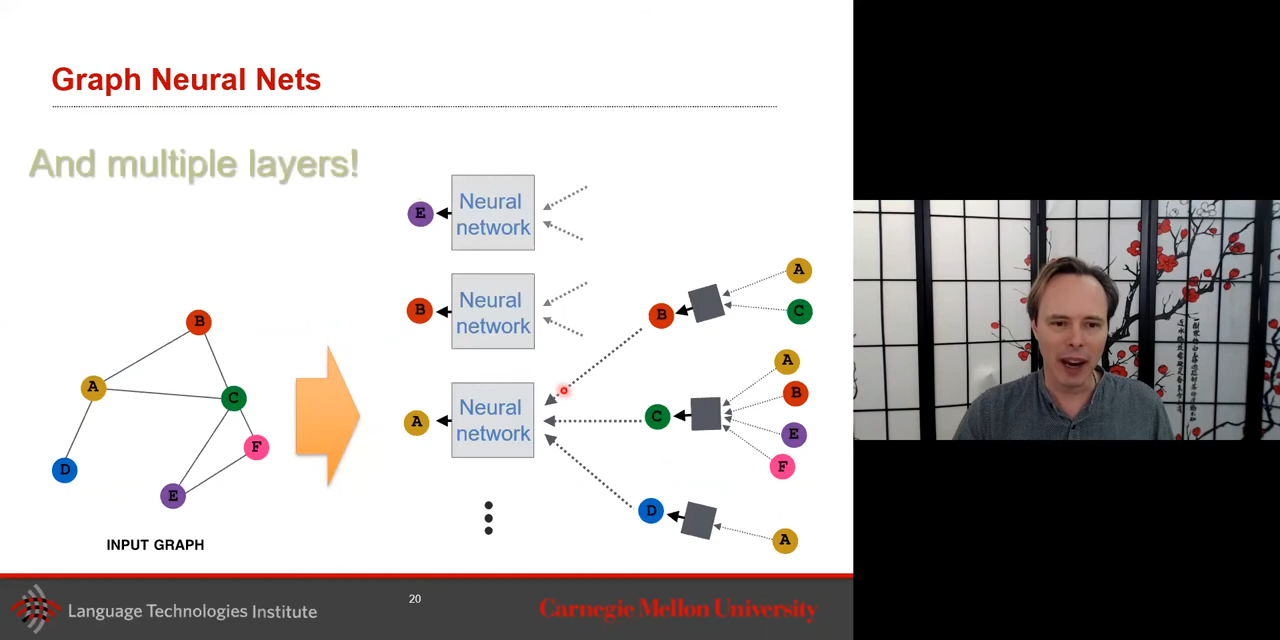 Graph Neural Nets
And multiple layers!
E
Neural
network
B
Neural
network
A
Neural
network
B
A
C
C
A
B
E
F
D
A
B
A
C
F
D
E
INPUT GRAPH
Language Technologies Institute
20
Carnegie Mellon University